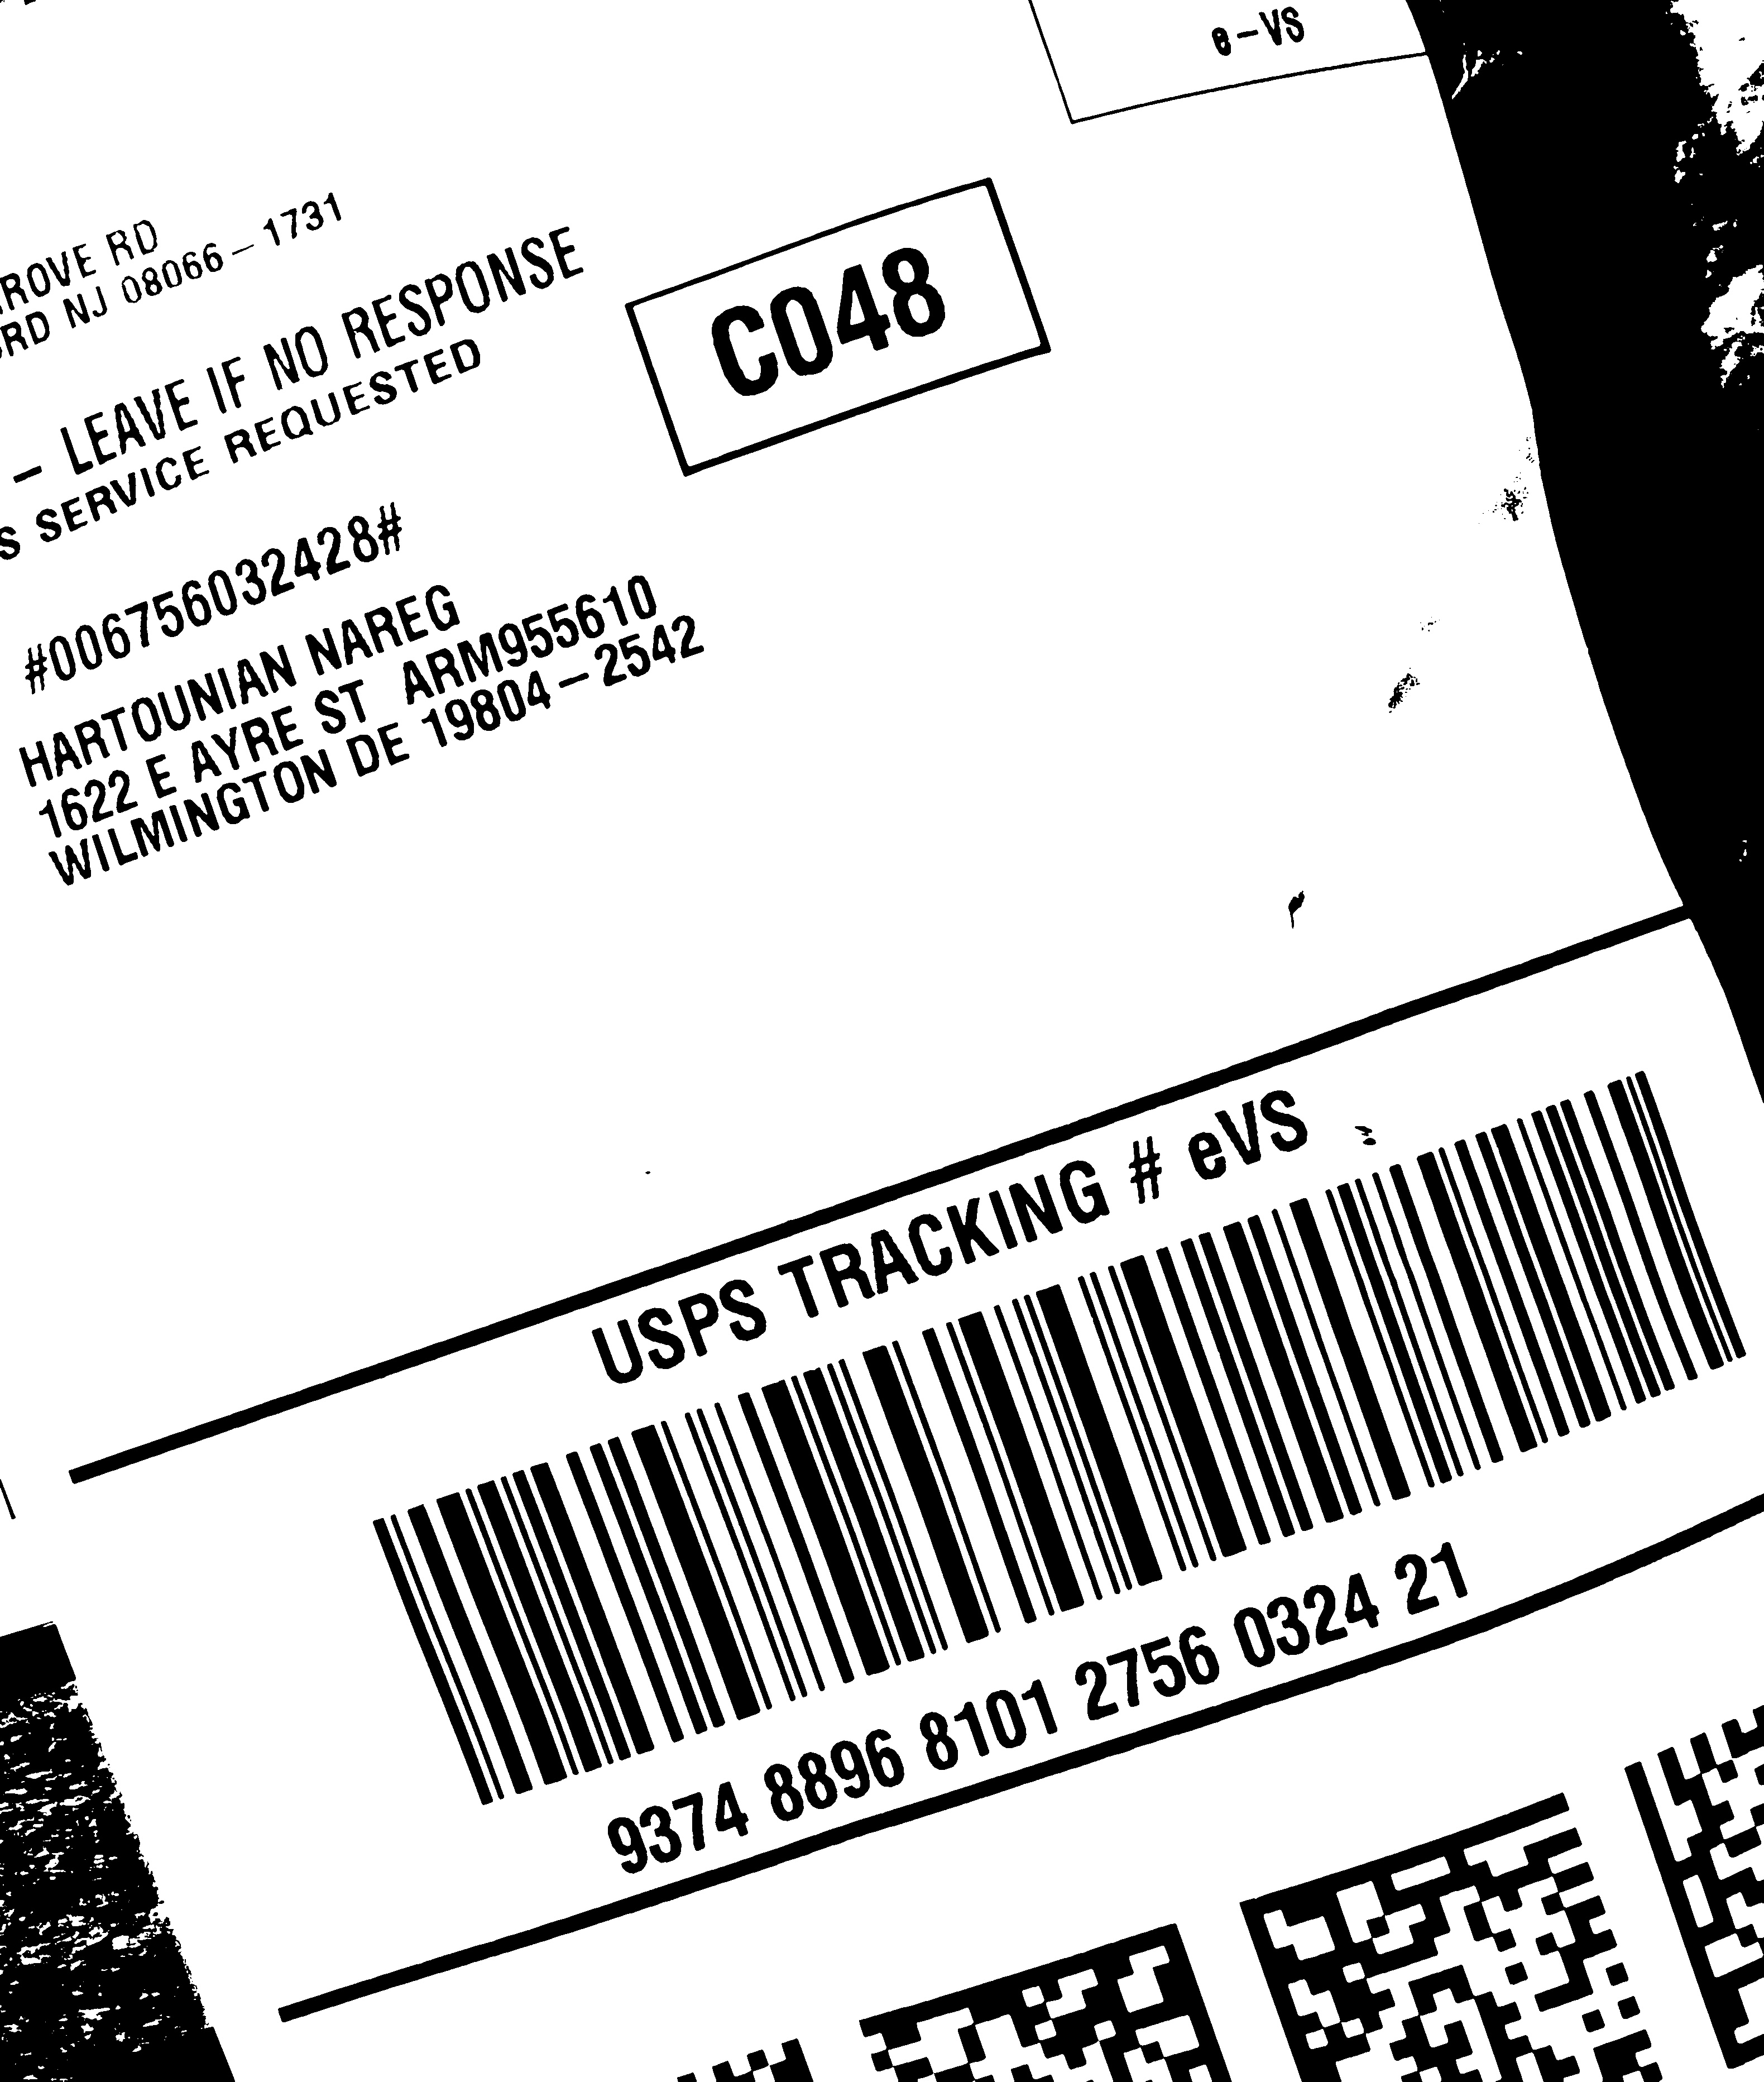 e-VS
ROVE RD
RD NJ 08066-1731
- LEAVE IF NO RESPONSE
S SERVICE REQUESTED
C048
#006756032428#
HARTOUNIAN NAREG
1622 E AYRE ST ARM955610
WILMINGTON DE 19804-2542
USPS TRACKING # eVS
9374 8896 8101 2756 0324 21